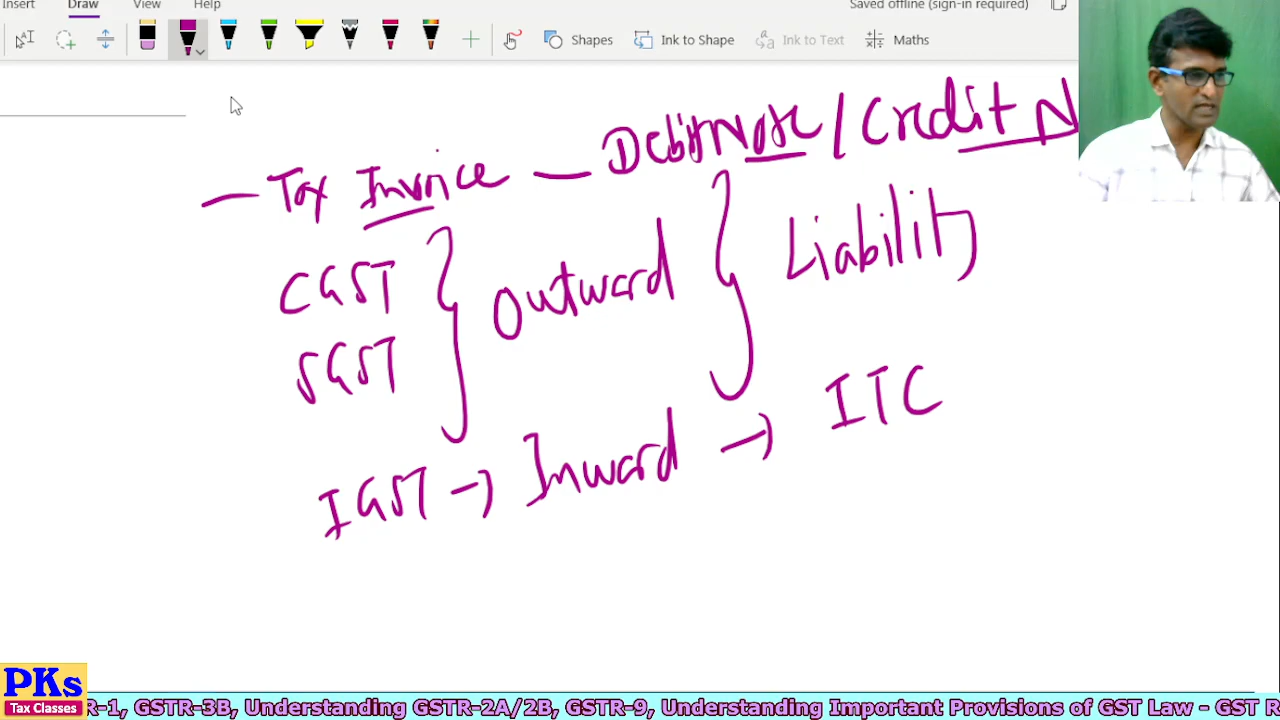 Insert Draw View Help Saved offline (sign-in required)
Shapes Ink to Shape Ink to Text Maths
— Tax Invoice — Debit Note / Credit N
CGST
SGST
Outward
Liability
IGST → Inward → ITC
PKs
Tax Classes
R-1, GSTR-3B, Understanding GSTR-2A/2B, GSTR-9, Understanding Important Provisions of GST Law - GST R